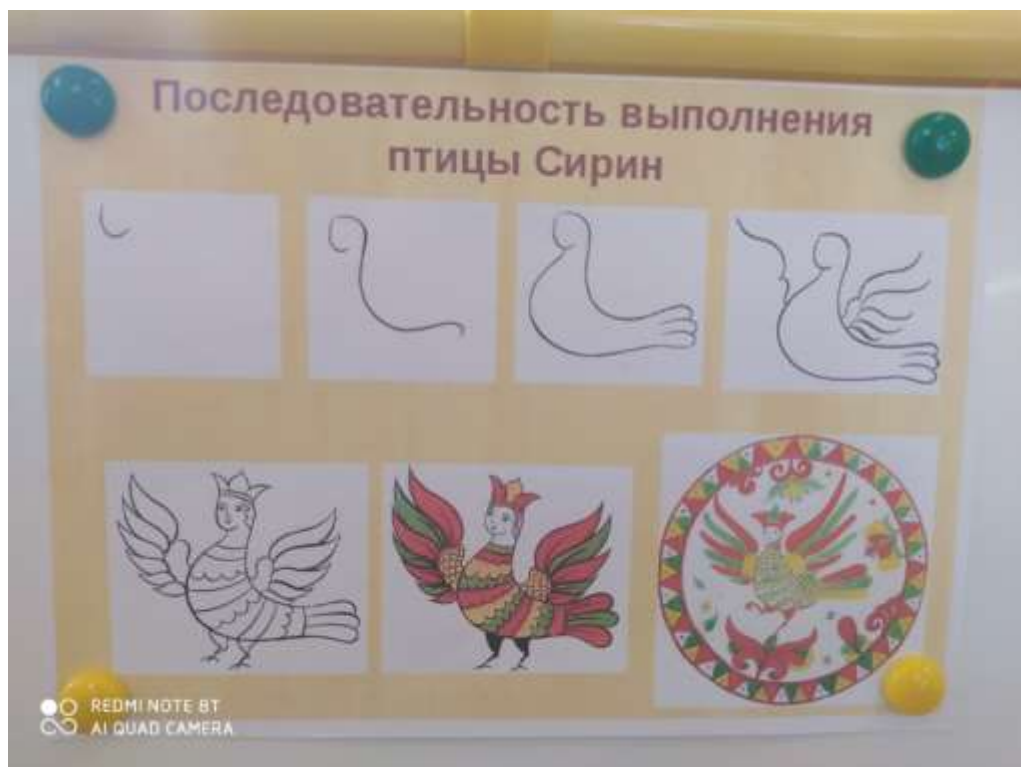 Последовательность выполнения
птицы Сирин
REDMI NOTE 8T
AI QUAD CAMERA